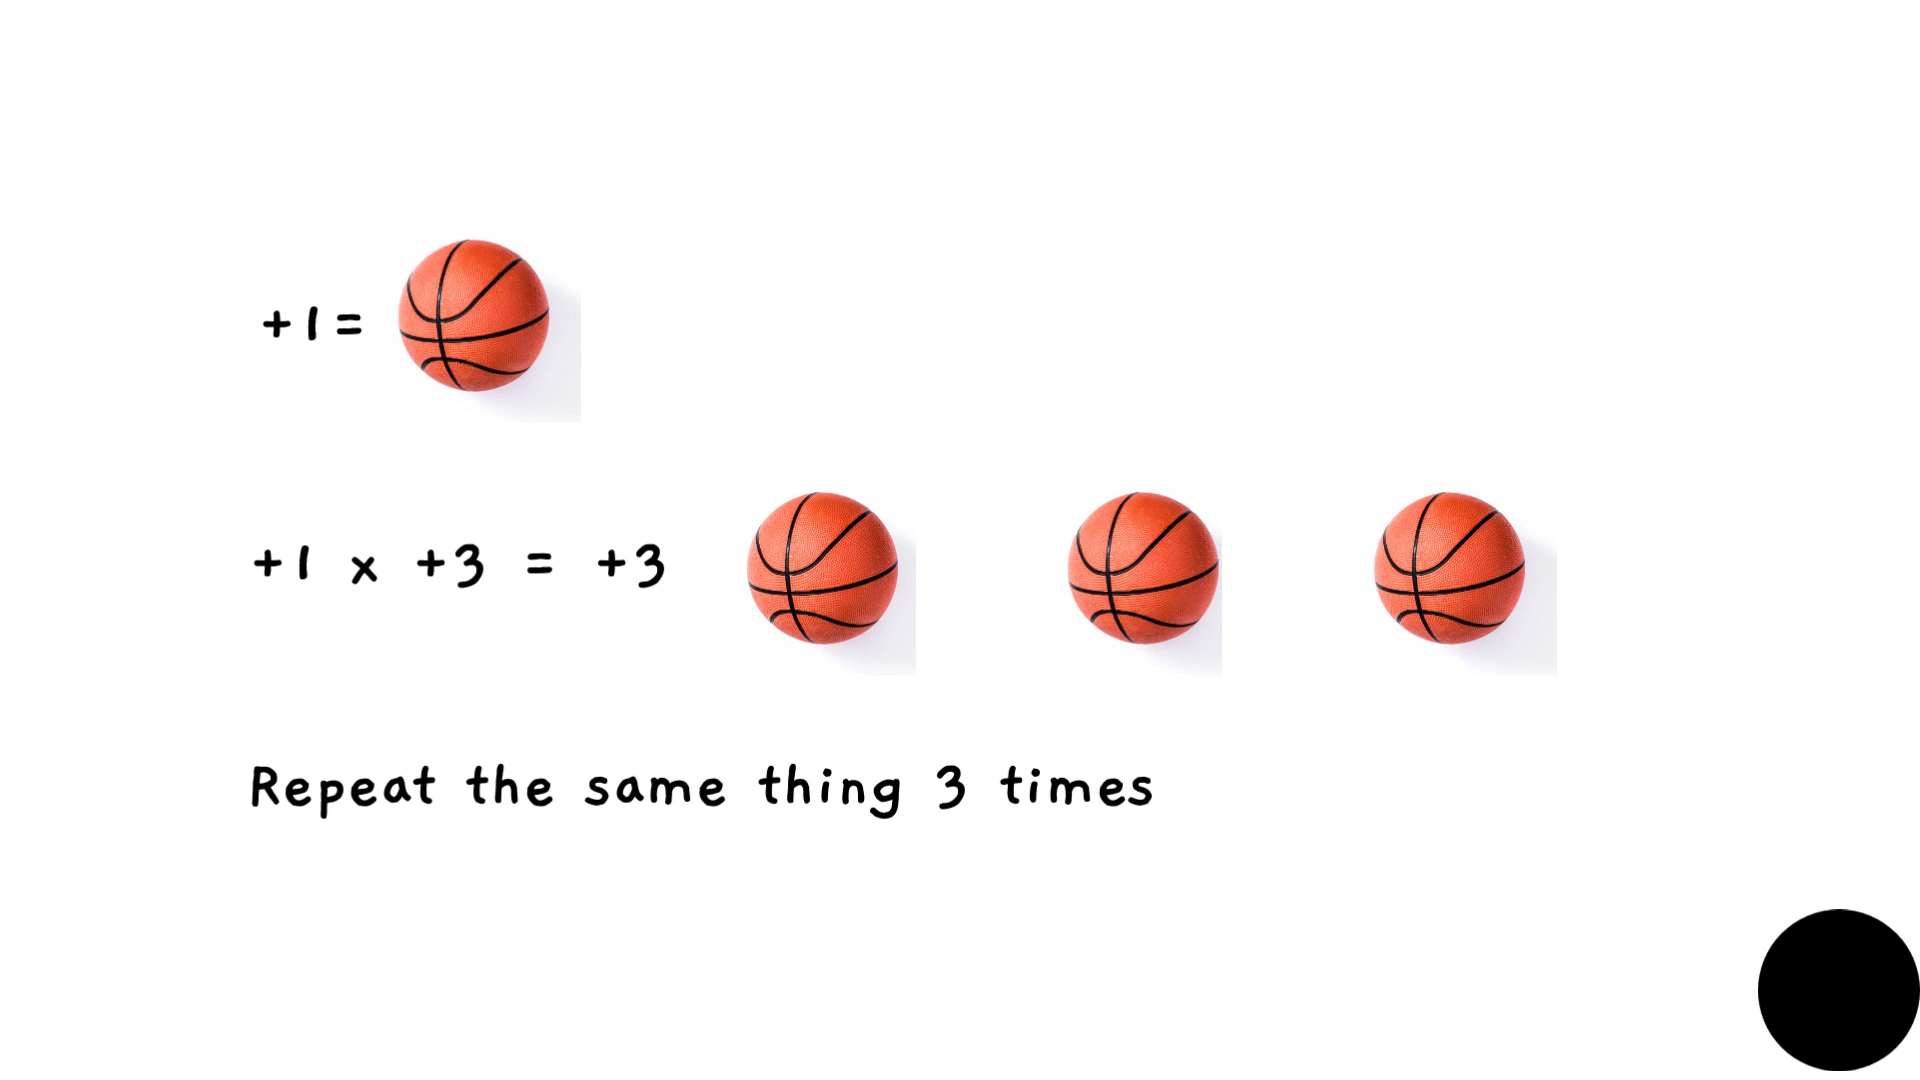 +1=
+1 x +3 = +3
Repeat the same thing 3 times